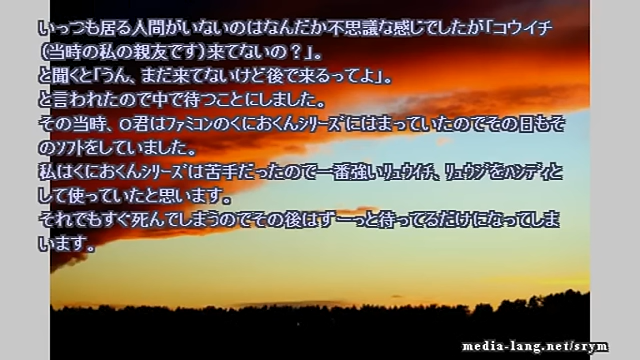 いっつも居る人間がいないのはなんだか不思議な感じでしたが「コウイチ
（当時の私の親友です）来てないの？」。
と聞くと「うん、まだ来てないけど後で来るってよ」。
と言われたので中で待つことにしました。
その当時、O君はﾌｧﾐｺﾝのくにおくんｼﾘｰｽﾞにはまっていたのでその日もそ
のｿﾌﾄをしていました。
私はくにおくんｼﾘｰｽﾞは苦手だったので一番強いﾘｭｳｲﾁ、ﾘｭｳｼﾞをﾊﾝﾃﾞｨと
して使っていたと思います。
それでもすぐ死んでしまうのでその後はずーっと待ってるだけになってしま
います。
media-lang.net/srym